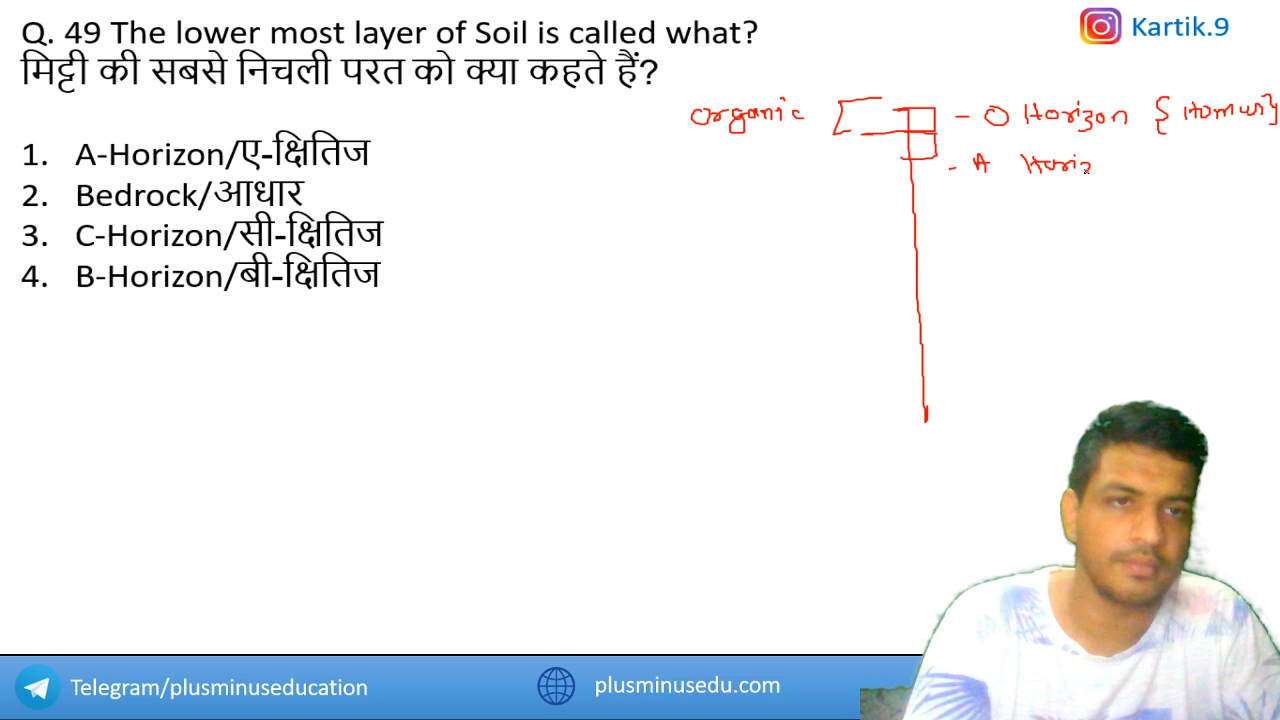 Q. 49 The lower most layer of Soil is called what?
मिट्टी की सबसे निचली परत को क्या कहते हैं?
Kartik.9
organic [ - O Horizon { Homus}
- A Horiz
1. A-Horizon/ए-क्षितिज
2. Bedrock/आधार
3. C-Horizon/सी-क्षितिज
4. B-Horizon/बी-क्षितिज
Telegram/plusminuseducation
plusminusedu.com